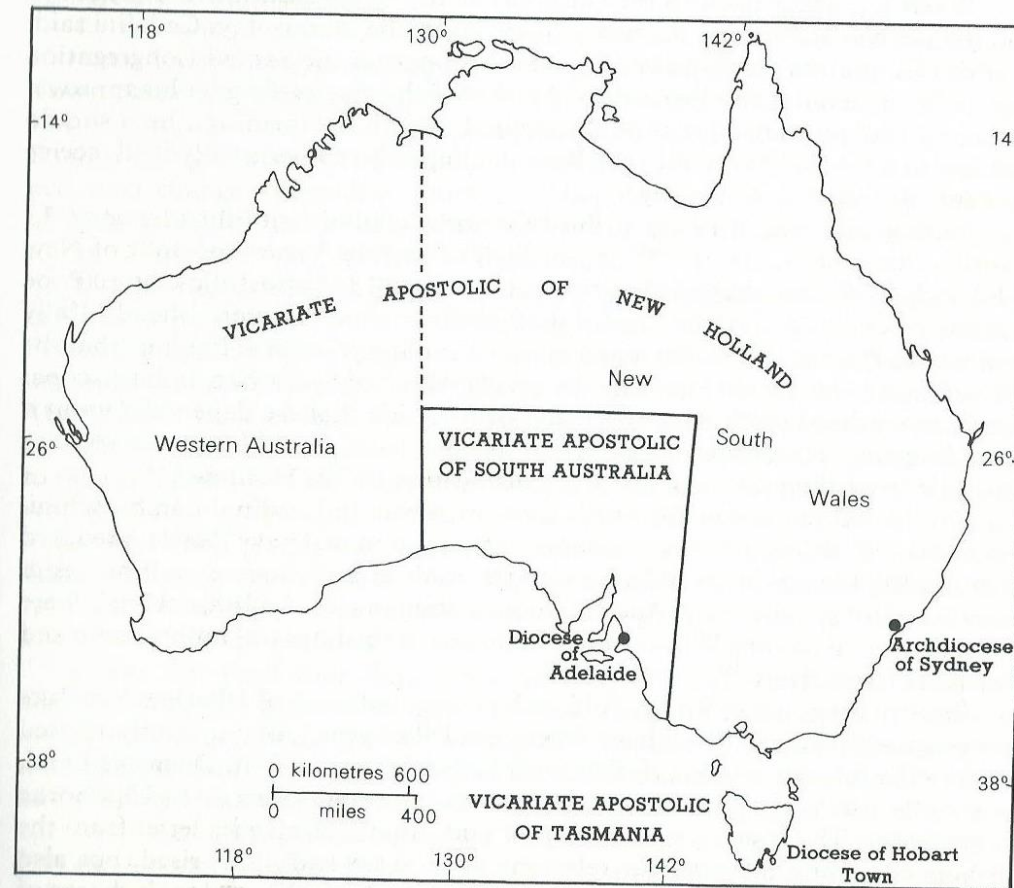 118°
130°
142°
14°
14
VICARIATE APOSTOLIC OF NEW HOLLAND
New
Western Australia
VICARIATE APOSTOLIC
OF SOUTH AUSTRALIA
South
26°
26°
Wales
Diocese
of
Adelaide
Archdiocese
of Sydney
38°
38°
0 kilometres 600
0 miles 400
VICARIATE APOSTOLIC
OF TASMANIA
Diocese of Hobart
Town
118°
130°
142°